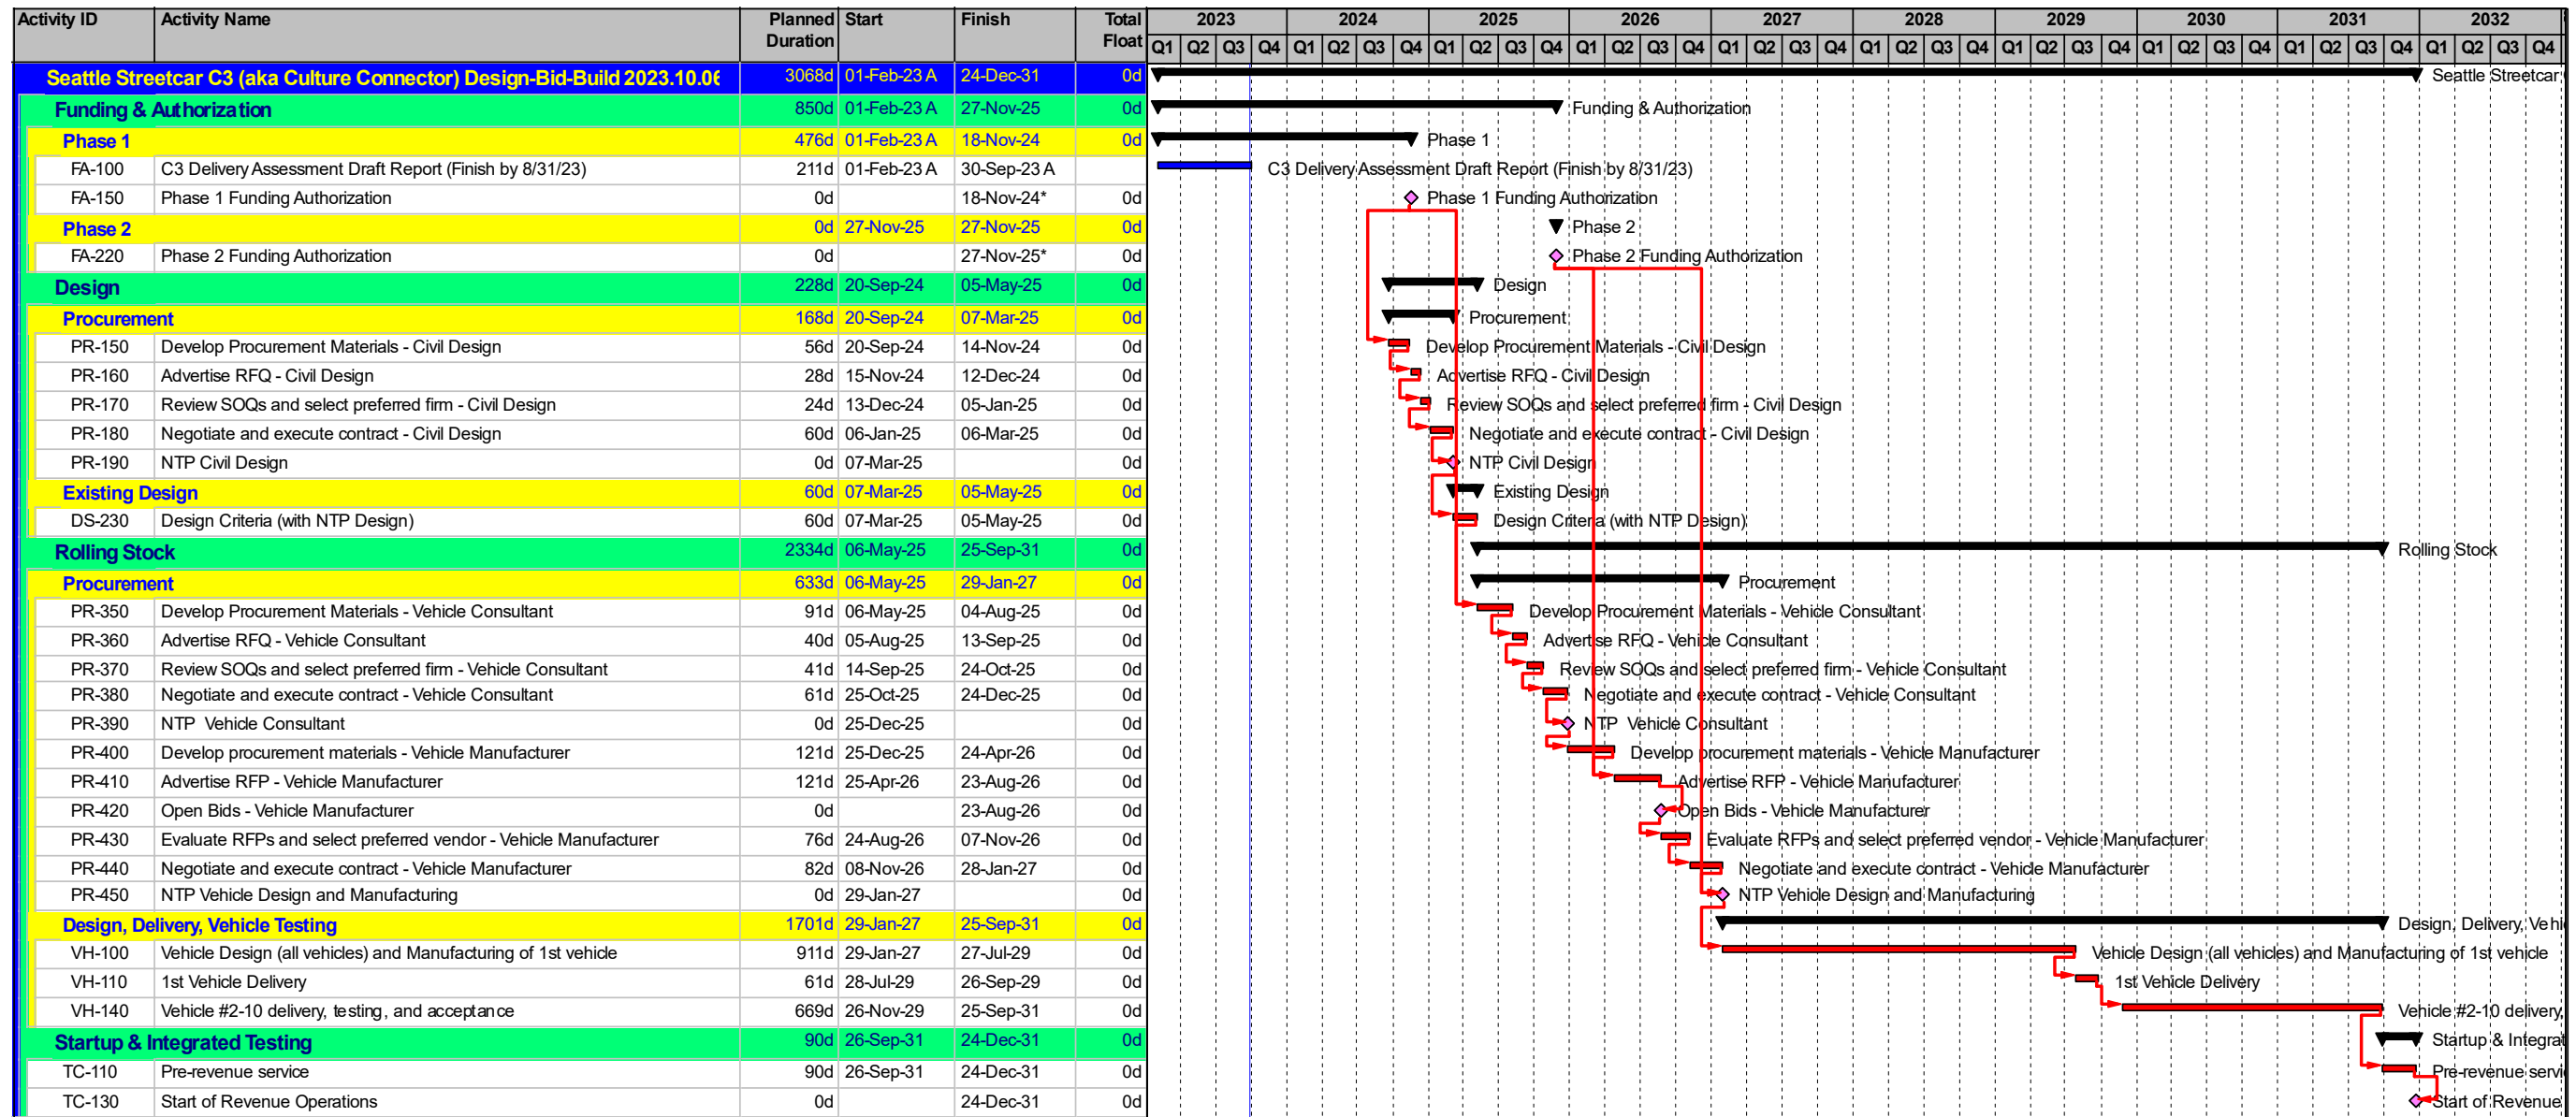 Activity ID Activity Name Planned Duration Start Finish Total Float 2023 2024 2025 2026 2027 2028 2029 2030 2031 2032
Q1 Q2 Q3 Q4 Q1 Q2 Q3 Q4 Q1 Q2 Q3 Q4 Q1 Q2 Q3 Q4 Q1 Q2 Q3 Q4 Q1 Q2 Q3 Q4 Q1 Q2 Q3 Q4 Q1 Q2 Q3 Q4 Q1 Q2 Q3 Q4 Q1 Q2 Q3 Q4
Seattle Streetcar C3 (aka Culture Connector) Design-Bid-Build 2023.10.06 3068d 01-Feb-23 A 24-Dec-31 0d Seattle Streetcar
Funding & Authorization 850d 01-Feb-23 A 27-Nov-25 0d Funding & Authorization
Phase 1 476d 01-Feb-23 A 18-Nov-24 0d Phase 1
FA-100 C3 Delivery Assessment Draft Report (Finish by 8/31/23) 211d 01-Feb-23 A 30-Sep-23 A C3 Delivery Assessment Draft Report (Finish by 8/31/23)
FA-150 Phase 1 Funding Authorization 0d 18-Nov-24* 0d Phase 1 Funding Authorization
Phase 2 0d 27-Nov-25 27-Nov-25 0d Phase 2
FA-220 Phase 2 Funding Authorization 0d 27-Nov-25* 0d Phase 2 Funding Authorization
Design 228d 20-Sep-24 05-May-25 0d Design
Procurement 168d 20-Sep-24 07-Mar-25 0d Procurement
PR-150 Develop Procurement Materials - Civil Design 56d 20-Sep-24 14-Nov-24 0d Develop Procurement Materials - Civil Design
PR-160 Advertise RFQ - Civil Design 28d 15-Nov-24 12-Dec-24 0d Advertise RFQ - Civil Design
PR-170 Review SOQs and select preferred firm - Civil Design 24d 13-Dec-24 05-Jan-25 0d Review SOQs and select preferred firm - Civil Design
PR-180 Negotiate and execute contract - Civil Design 60d 06-Jan-25 06-Mar-25 0d Negotiate and execute contract - Civil Design
PR-190 NTP Civil Design 0d 07-Mar-25 0d NTP Civil Design
Existing Design 60d 07-Mar-25 05-May-25 0d Existing Design
DS-230 Design Criteria (with NTP Design) 60d 07-Mar-25 05-May-25 0d Design Criteria (with NTP Design)
Rolling Stock 2334d 06-May-25 25-Sep-31 0d Rolling Stock
Procurement 633d 06-May-25 29-Jan-27 0d Procurement
PR-350 Develop Procurement Materials - Vehicle Consultant 91d 06-May-25 04-Aug-25 0d Develop Procurement Materials - Vehicle Consultant
PR-360 Advertise RFQ - Vehicle Consultant 40d 05-Aug-25 13-Sep-25 0d Advertise RFQ - Vehicle Consultant
PR-370 Review SOQs and select preferred firm - Vehicle Consultant 41d 14-Sep-25 24-Oct-25 0d Review SOQs and select preferred firm - Vehicle Consultant
PR-380 Negotiate and execute contract - Vehicle Consultant 61d 25-Oct-25 24-Dec-25 0d Negotiate and execute contract - Vehicle Consultant
PR-390 NTP Vehicle Consultant 0d 25-Dec-25 0d NTP Vehicle Consultant
PR-400 Develop procurement materials - Vehicle Manufacturer 121d 25-Dec-25 24-Apr-26 0d Develop procurement materials - Vehicle Manufacturer
PR-410 Advertise RFP - Vehicle Manufacturer 121d 25-Apr-26 23-Aug-26 0d Advertise RFP - Vehicle Manufacturer
PR-420 Open Bids - Vehicle Manufacturer 0d 23-Aug-26 0d Open Bids - Vehicle Manufacturer
PR-430 Evaluate RFPs and select preferred vendor - Vehicle Manufacturer 76d 24-Aug-26 07-Nov-26 0d Evaluate RFPs and select preferred vendor - Vehicle Manufacturer
PR-440 Negotiate and execute contract - Vehicle Manufacturer 82d 08-Nov-26 28-Jan-27 0d Negotiate and execute contract - Vehicle Manufacturer
PR-450 NTP Vehicle Design and Manufacturing 0d 29-Jan-27 0d NTP Vehicle Design and Manufacturing
Design, Delivery, Vehicle Testing 1701d 29-Jan-27 25-Sep-31 0d Design, Delivery, Vehi
VH-100 Vehicle Design (all vehicles) and Manufacturing of 1st vehicle 911d 29-Jan-27 27-Jul-29 0d Vehicle Design (all vehicles) and Manufacturing of 1st vehicle
VH-110 1st Vehicle Delivery 61d 28-Jul-29 26-Sep-29 0d 1st Vehicle Delivery
VH-140 Vehicle #2-10 delivery, testing, and acceptance 669d 26-Nov-29 25-Sep-31 0d Vehicle #2-10 delivery,
Startup & Integrated Testing 90d 26-Sep-31 24-Dec-31 0d Startup & Integrat
TC-110 Pre-revenue service 90d 26-Sep-31 24-Dec-31 0d Pre-revenue servi
TC-130 Start of Revenue Operations 0d 24-Dec-31 0d Start of Revenue